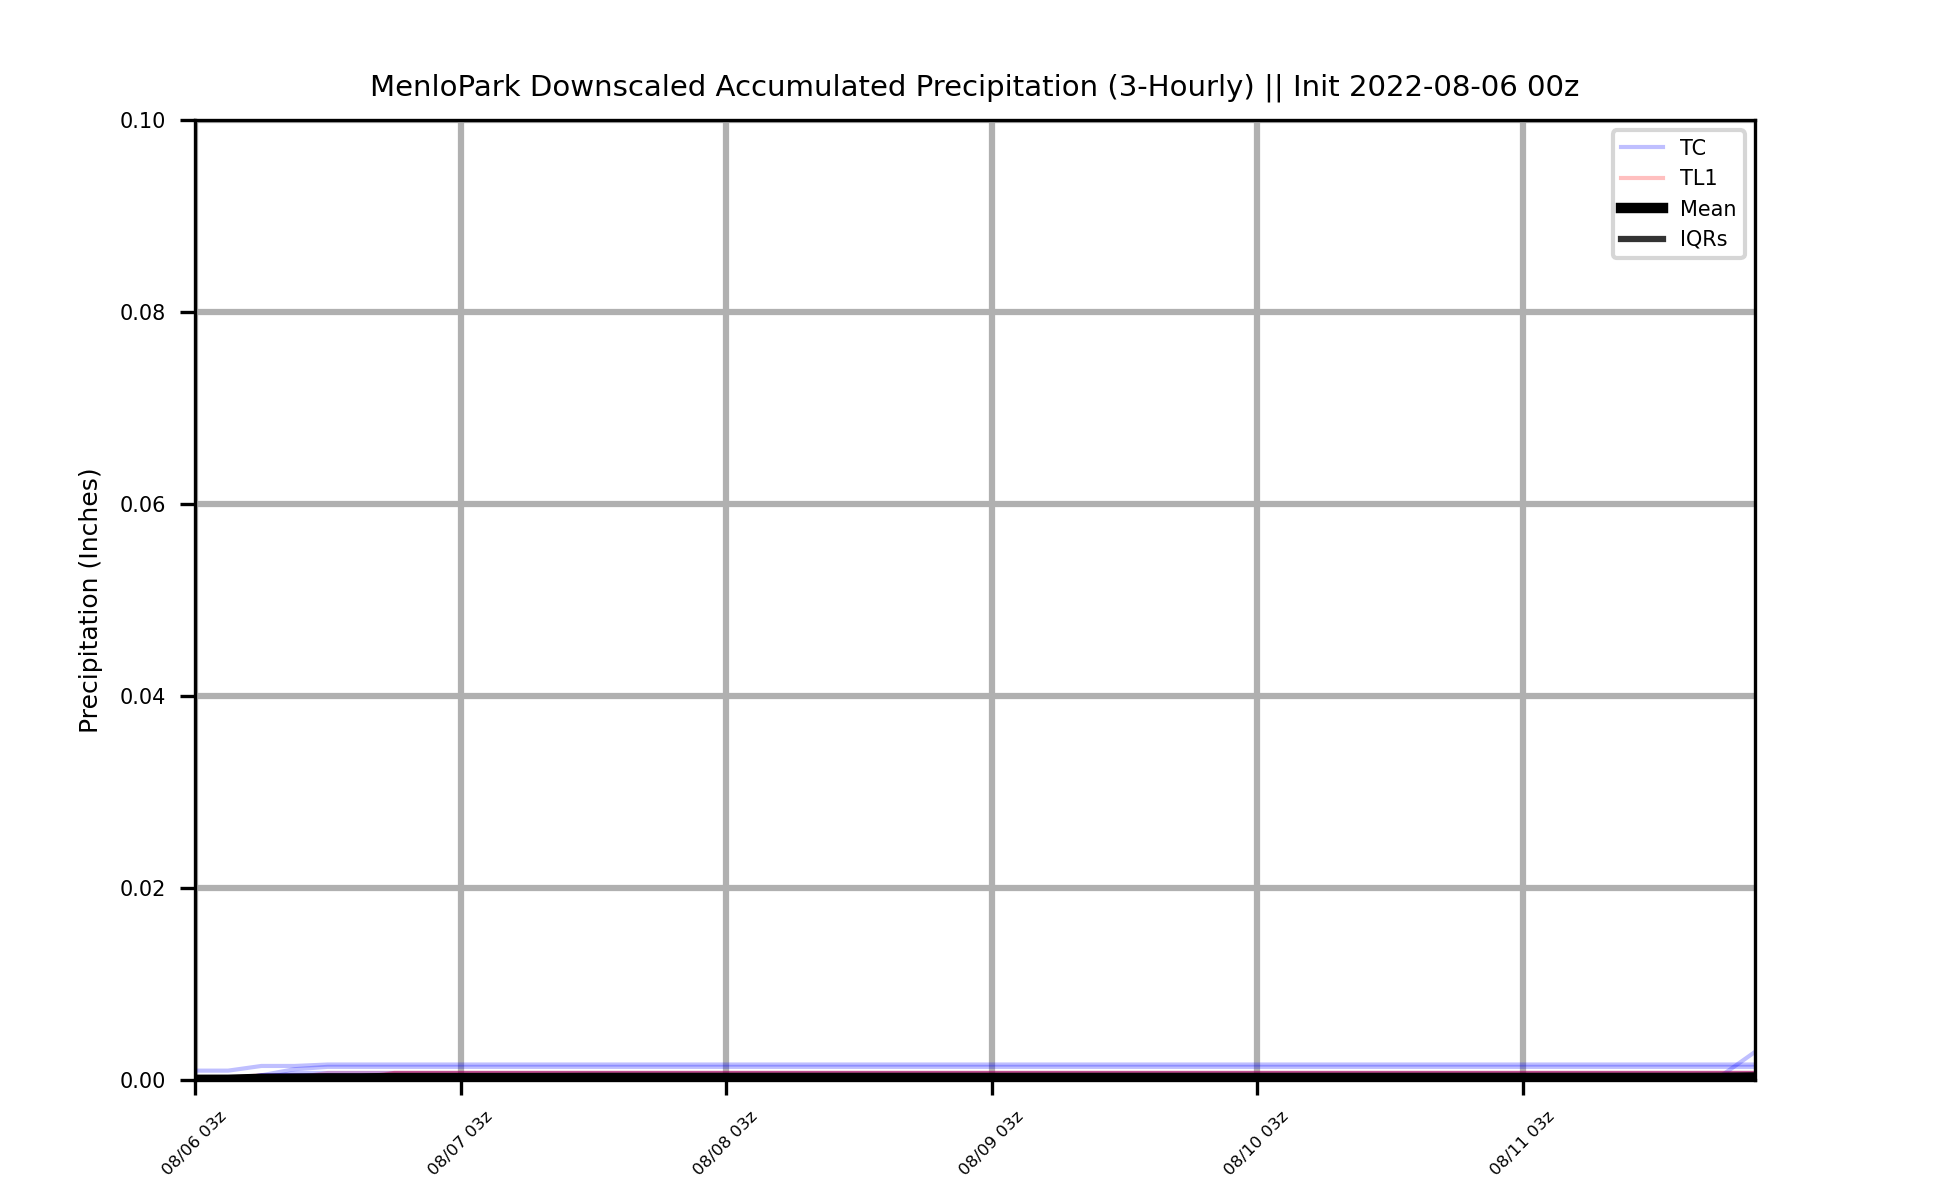 MenloPark Downscaled Accumulated Precipitation (3-Hourly) || Init 2022-08-06 00z
TC
TL1
Mean
IQRs
Precipitation (Inches)
0.10
0.08
0.06
0.04
0.02
0.00
08/06 03z
08/07 03z
08/08 03z
08/09 03z
08/10 03z
08/11 03z